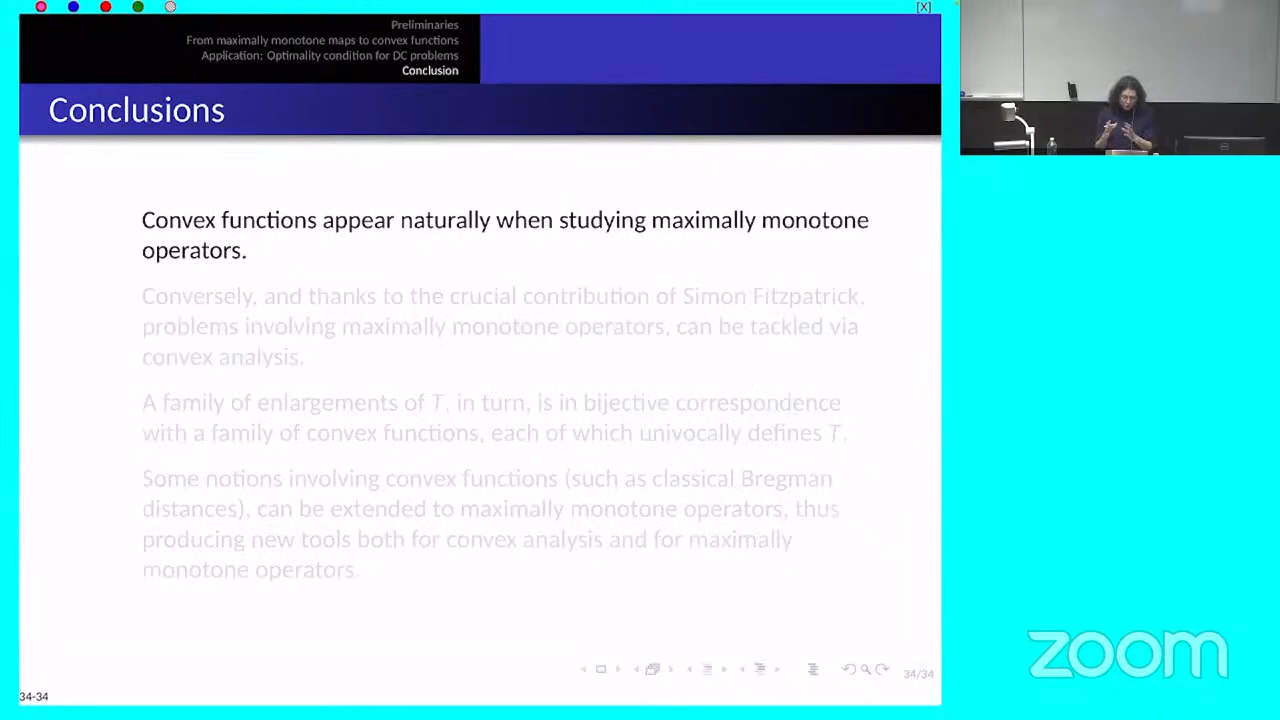 [X]
Preliminaries
From maximally monotone maps to convex functions
Application: Optimality condition for DC problems
Conclusion
Conclusions
Convex functions appear naturally when studying maximally monotone
operators.
Conversely, and thanks to the crucial contribution of Simon Fitzpatrick,
problems involving maximally monotone operators, can be tackled via
convex analysis.
A family of enlargements of T, in turn, is in bijective correspondence
with a family of convex functions, each of which univocally defines T.
Some notions involving convex functions (such as classical Bregman
distances), can be extended to maximally monotone operators, thus
producing new tools both for convex analysis and for maximally
monotone operators.
34/34
34-34
zoom